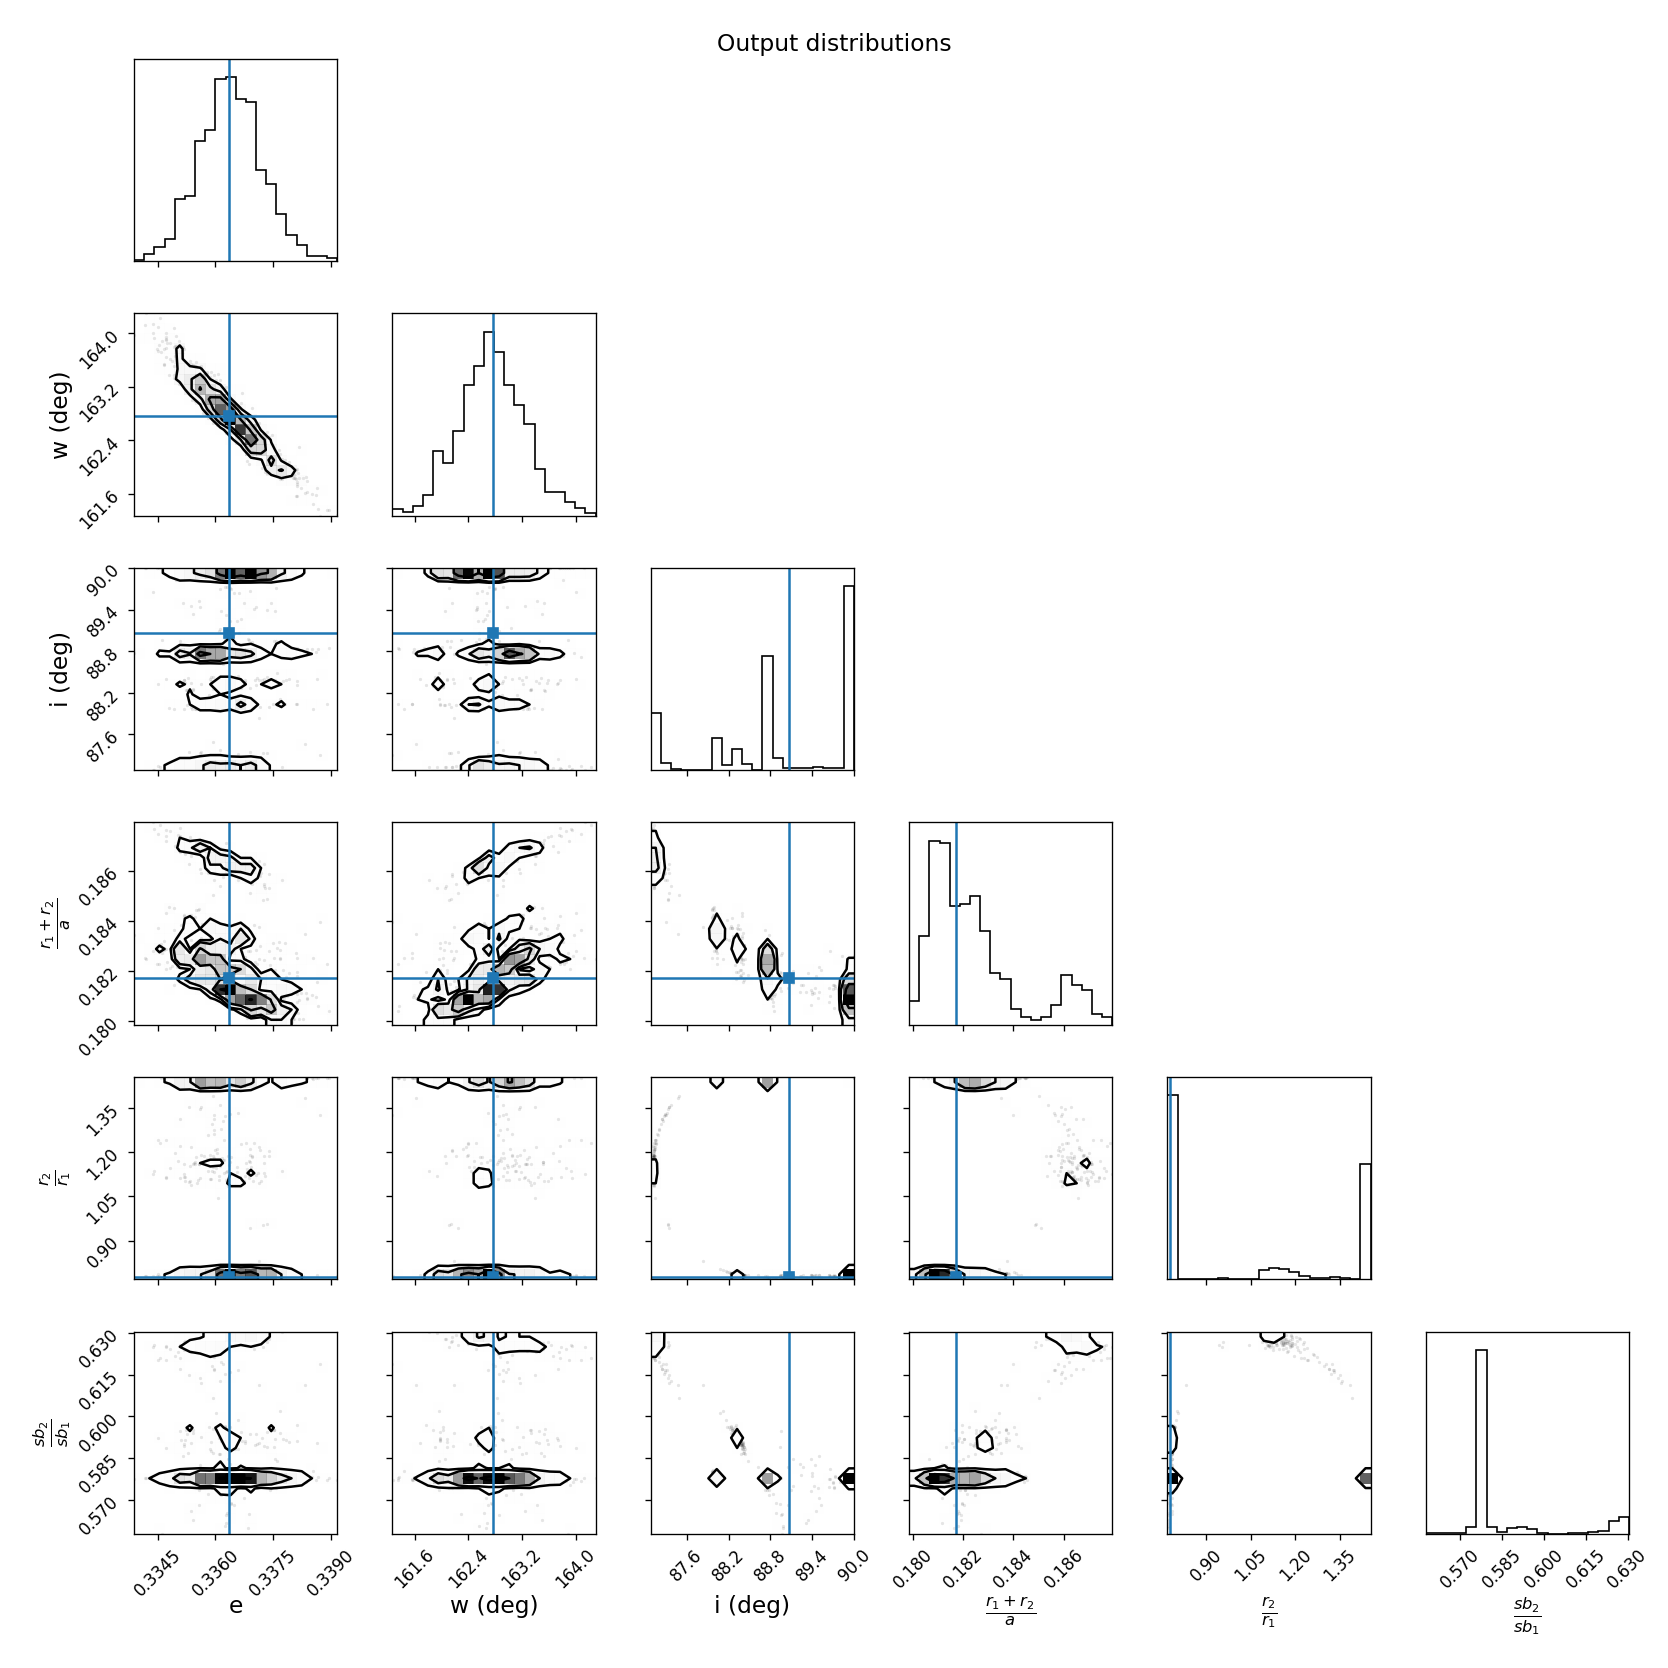 Output distributions
164.0
163.2
162.4
161.6
w (deg)
90.0
89.4
88.8
88.2
87.6
i (deg)
0.186
0.184
0.182
0.180
r₁ + r₂
a
1.35
1.20
1.05
0.90
r₂
r₁
0.630
0.615
0.600
0.585
0.570
sb₂
sb₁
0.3345 0.3360 0.3375 0.3390
161.6 162.4 163.2 164.0
87.6 88.2 88.8 89.4 90.0
0.180 0.182 0.184 0.186
0.90 1.05 1.20 1.35
0.570 0.585 0.600 0.615 0.630
e
w (deg)
i (deg)
r₁ + r₂
a
r₂
r₁
sb₂
sb₁